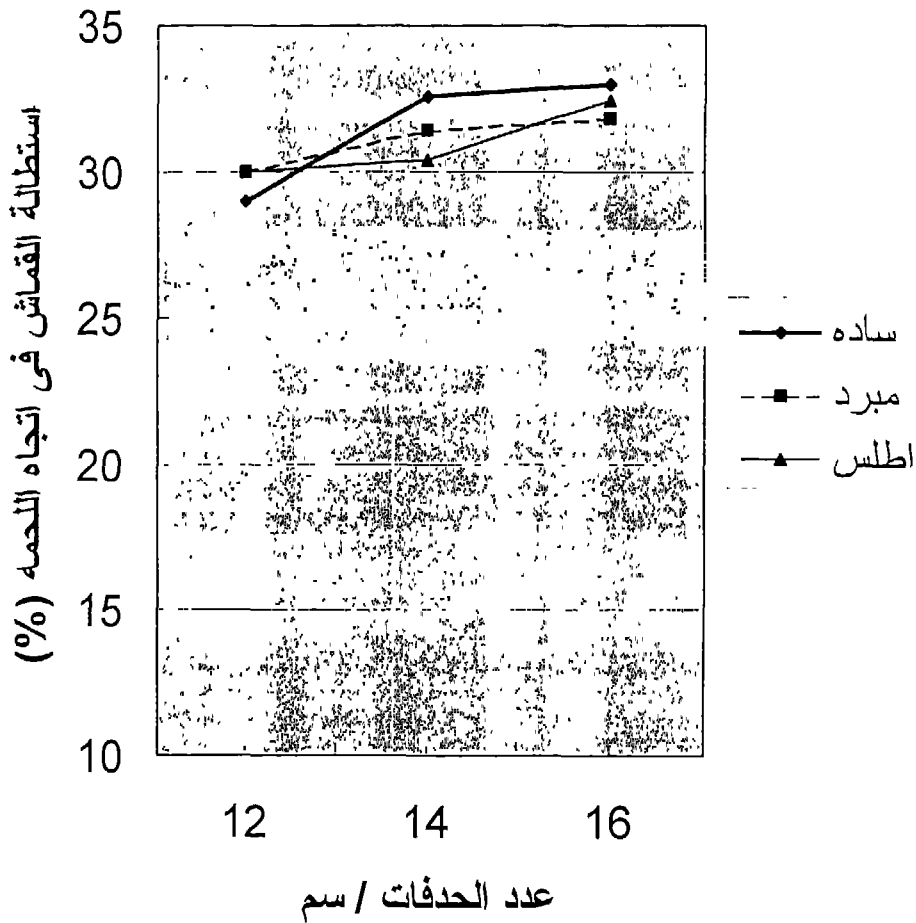 استطالة القماش فى اتجاه اللحمه (%)
35
30
25
20
15
10
12 14 16
عدد الحدفات / سم
ساده
مبرد
اطلس